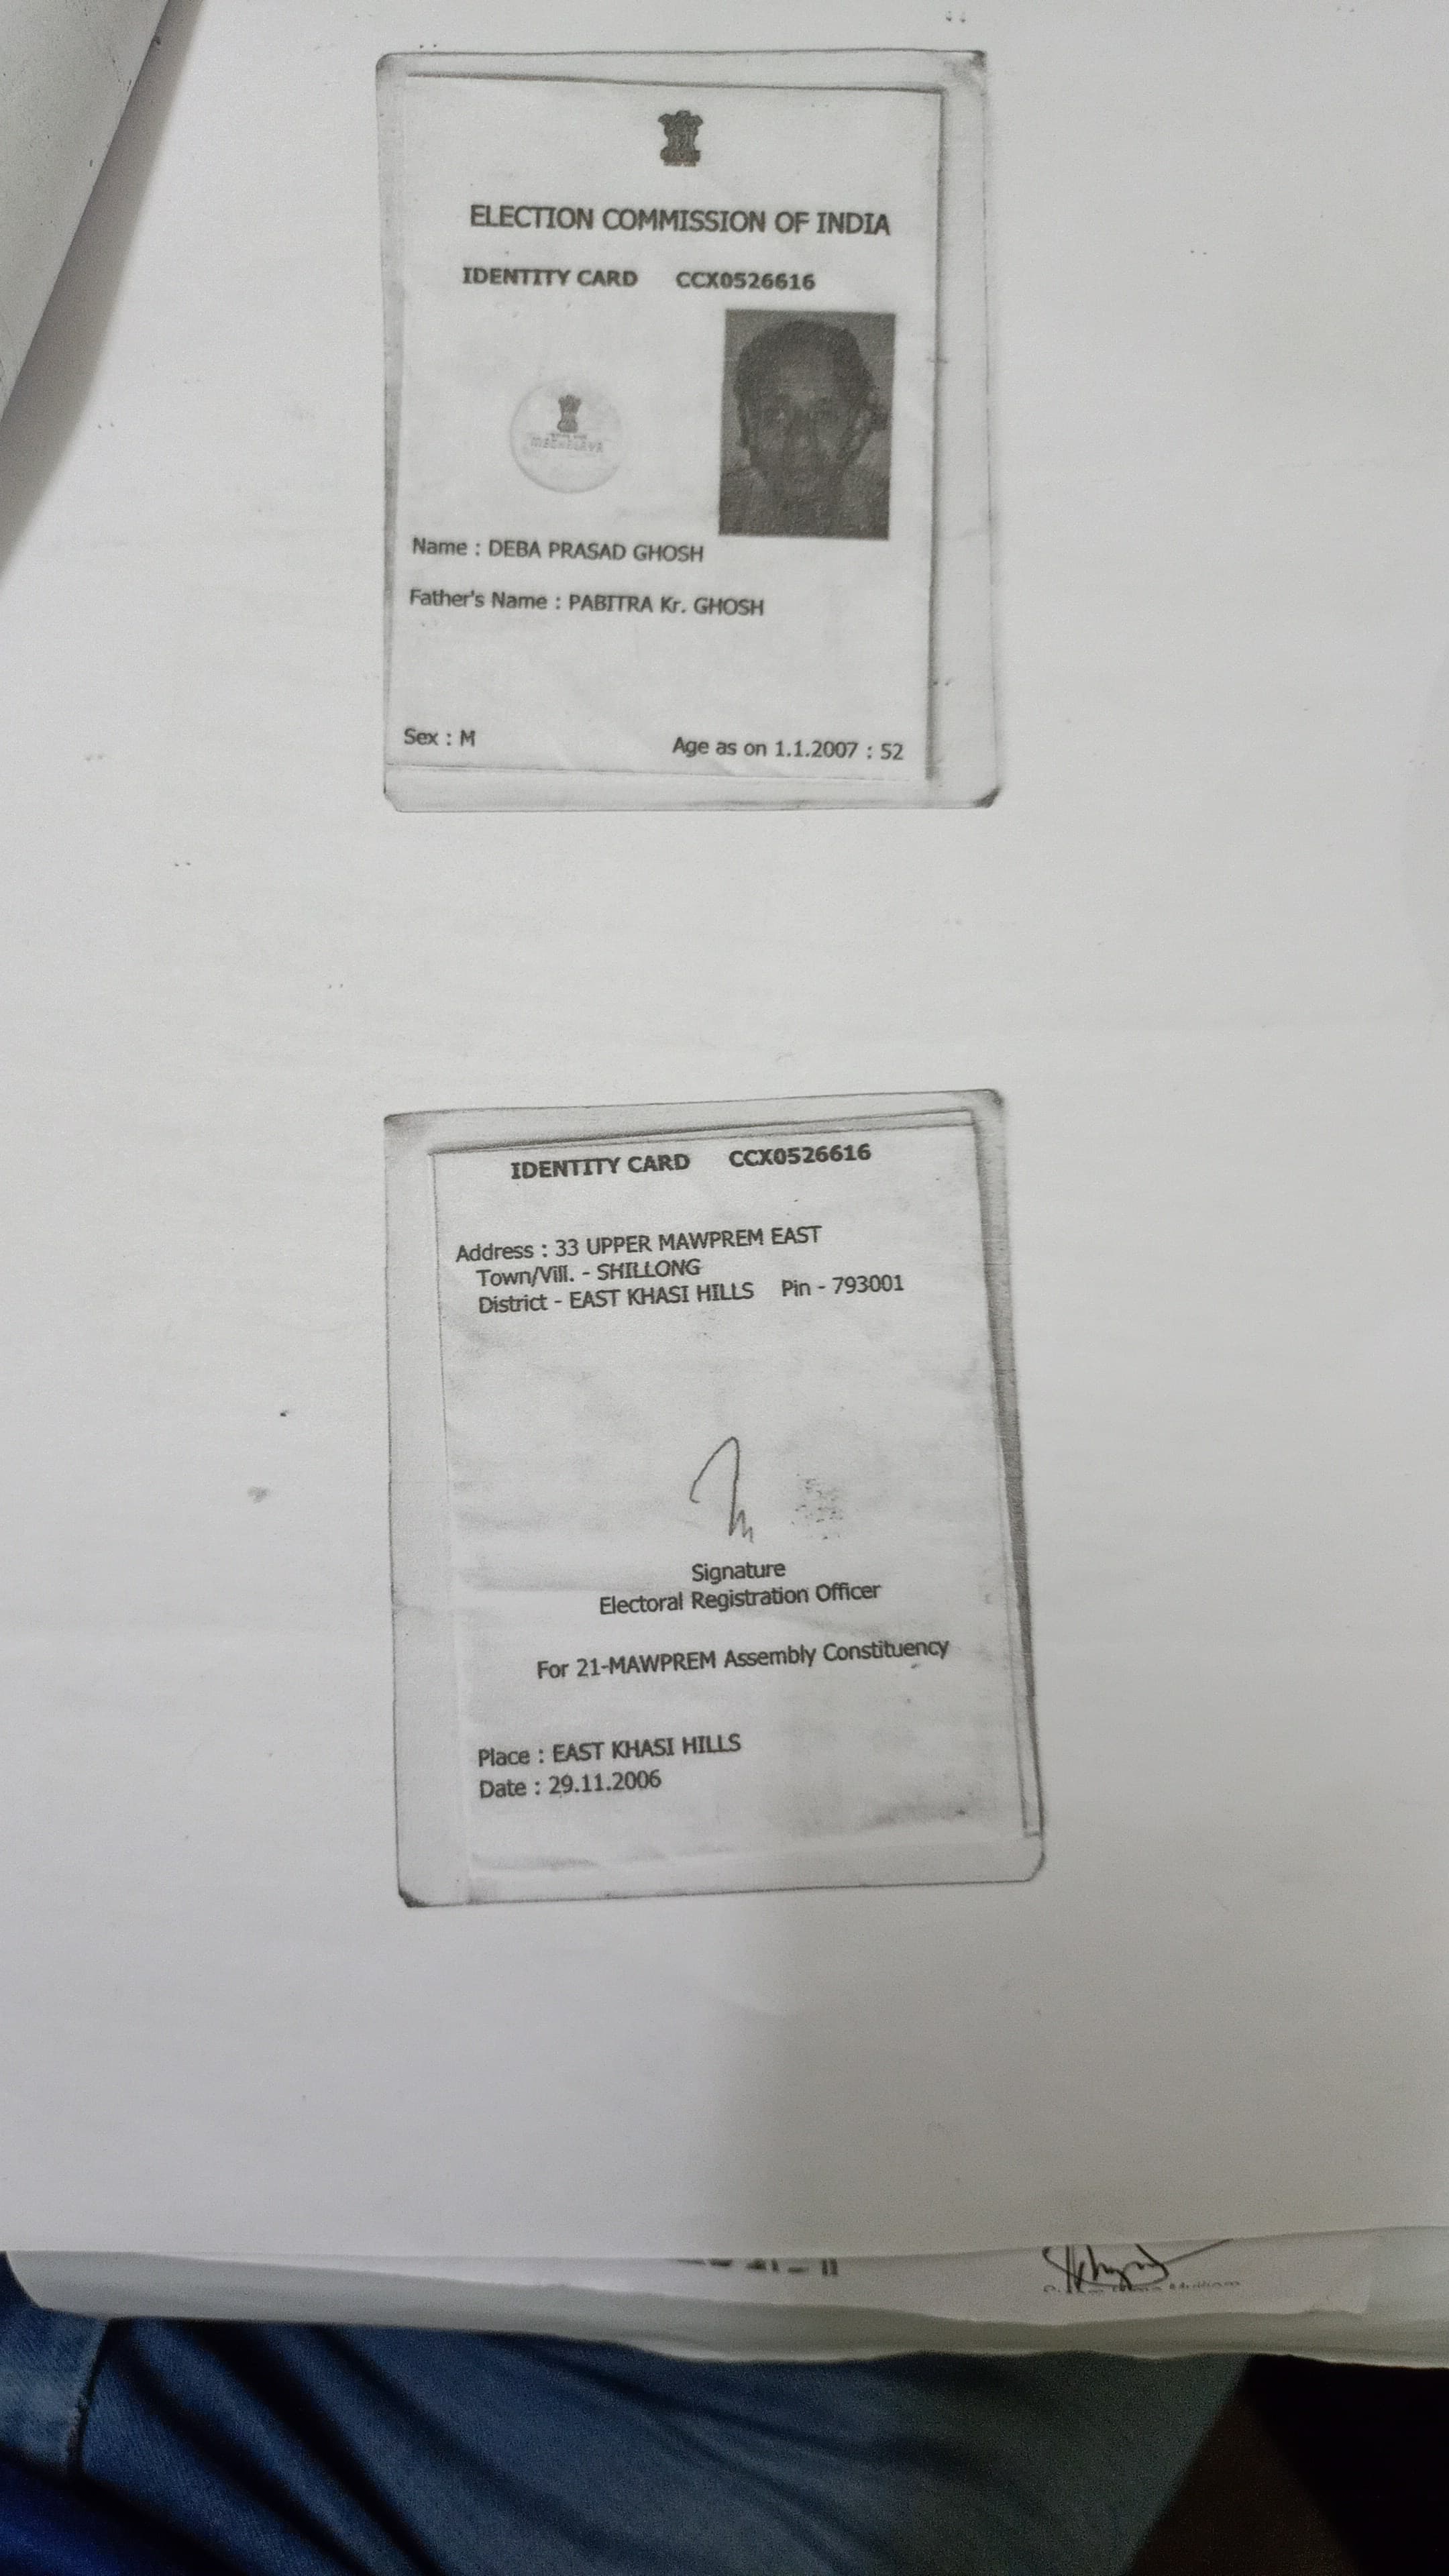 ELECTION COMMISSION OF INDIA
IDENTITY CARD CCX0526616
MEGHALAYA
Name : DEBA PRASAD GHOSH
Father's Name : PABITRA Kr. GHOSH
Sex : M Age as on 1.1.2007 : 52
IDENTITY CARD CCX0526616
Address : 33 UPPER MAWPREM EAST
Town/Vill. - SHILLONG
District - EAST KHASI HILLS Pin - 793001
Signature
Electoral Registration Officer
For 21-MAWPREM Assembly Constituency
Place : EAST KHASI HILLS
Date : 29.11.2006